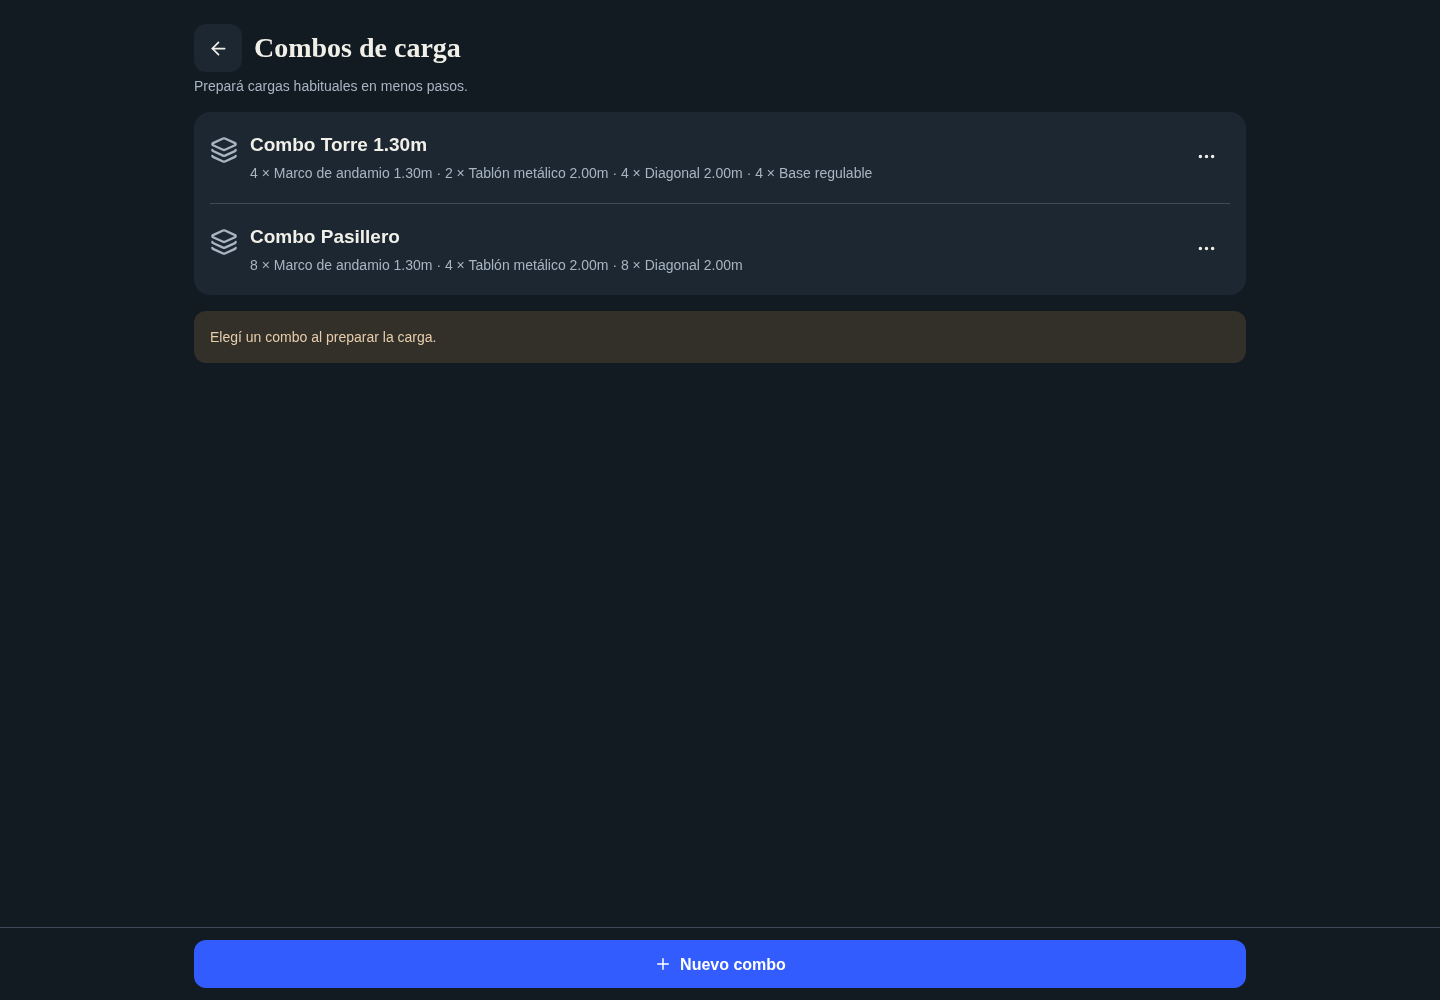 Combos de carga
Prepará cargas habituales en menos pasos.
Combo Torre 1.30m
4 × Marco de andamio 1.30m · 2 × Tablón metálico 2.00m · 4 × Diagonal 2.00m · 4 × Base regulable
Combo Pasillero
8 × Marco de andamio 1.30m · 4 × Tablón metálico 2.00m · 8 × Diagonal 2.00m
Elegí un combo al preparar la carga.
Nuevo combo